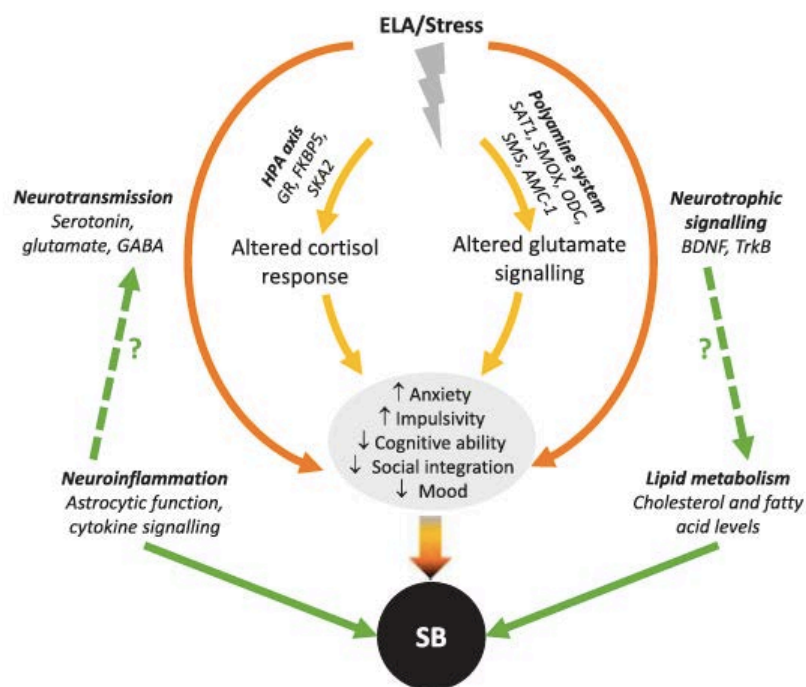 ELA/Stress
HPA axis
GR, FKBP5,
SKA2
Polyamine system
SAT1, SMOX, ODC,
SMS, AMC-1
Neurotransmission
Serotonin,
glutamate, GABA
Altered cortisol
response
Altered glutamate
signalling
Neurotrophic
signalling
BDNF, TrkB
?
?
↑ Anxiety
↑ Impulsivity
↓ Cognitive ability
↓ Social integration
↓ Mood
Neuroinflammation
Astrocytic function,
cytokine signalling
Lipid metabolism
Cholesterol and fatty
acid levels
SB